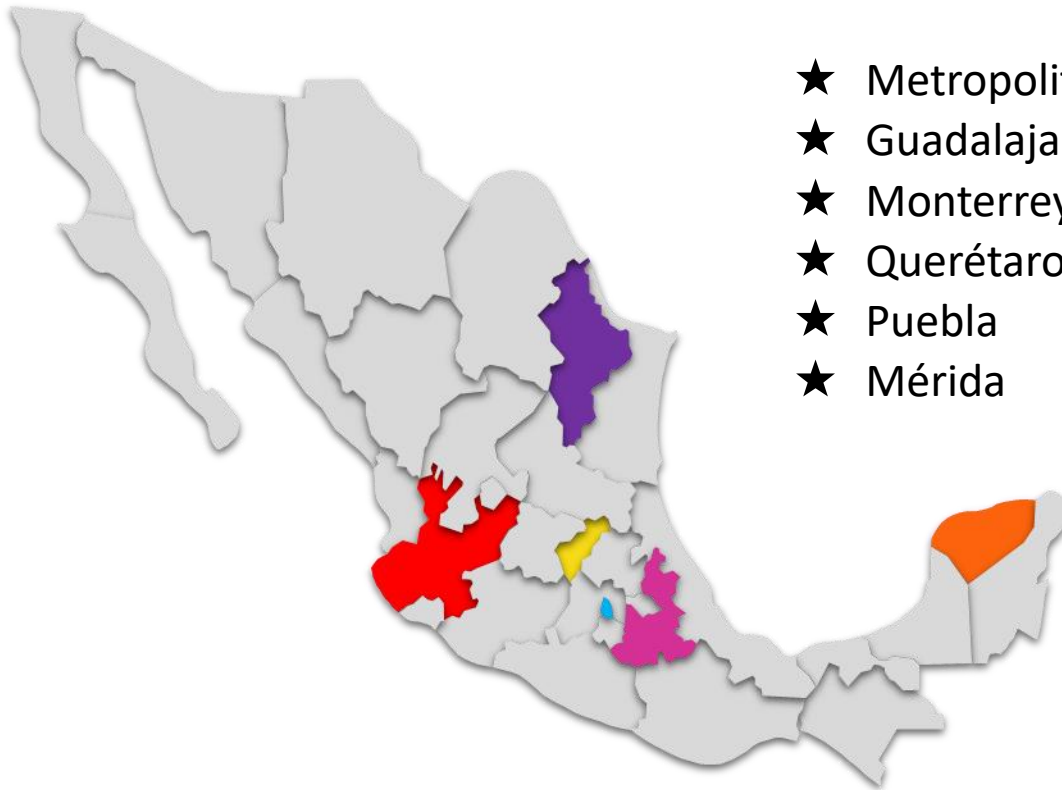 ★ Metropolit
★ Guadalaja
★ Monterrey
★ Querétaro
★ Puebla
★ Mérida